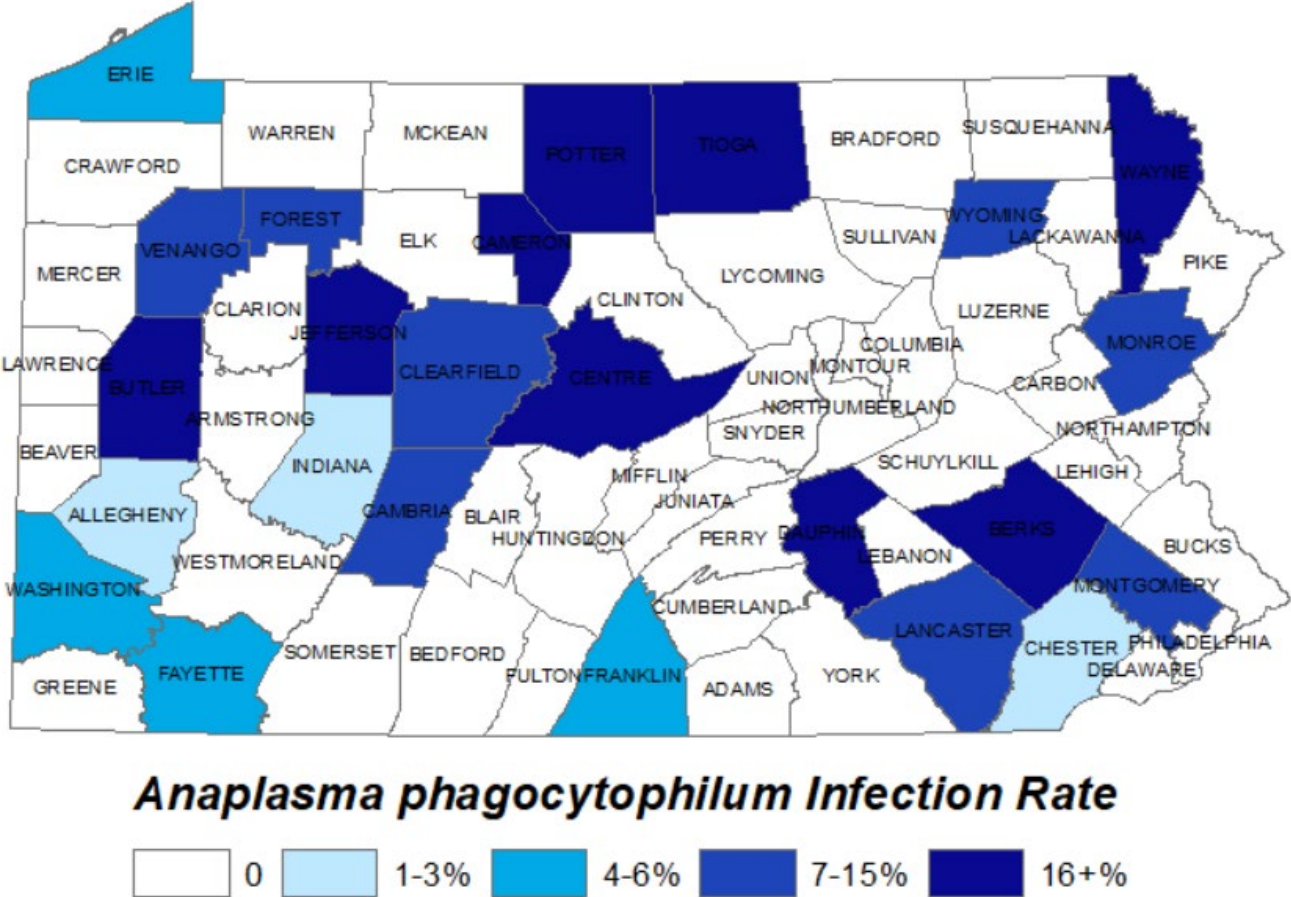 ERIE
WARREN
MCKEAN
POTTER
TIOGA
BRADFORD
SUSQUEHANNA
WAYNE
CRAWFORD
VENANGO
FOREST
ELK
CAMERON
SULLIVAN
WYOMING
LACKAWANNA
PIKE
MERCER
CLARION
CLINTON
LYCOMING
LUZERNE
LAWRENCE
JEFFERSON
BUTLER
CLEARFIELD
CENTRE
UNION
MONTOUR
COLUMBIA
MONROE
CARBON
ARMSTRONG
NORTHUMBERLAND
SNYDER
NORTHAMPTON
BEAVER
INDIANA
MIFFLIN
SCHUYLKILL
LEHIGH
ALLEGHENY
CAMBRIA
BLAIR
HUNTINGDON
JUNIATA
PERRY
DAUPHIN
LEBANON
BERKS
BUCKS
WESTMORELAND
WASHINGTON
CUMBERLAND
MONTGOMERY
LANCASTER
CHESTER
PHILADELPHIA
DELAWARE
GREENE
FAYETTE
SOMERSET
BEDFORD
FULTON
FRANKLIN
ADAMS
YORK
Anaplasma phagocytophilum Infection Rate
0 1-3% 4-6% 7-15% 16+%